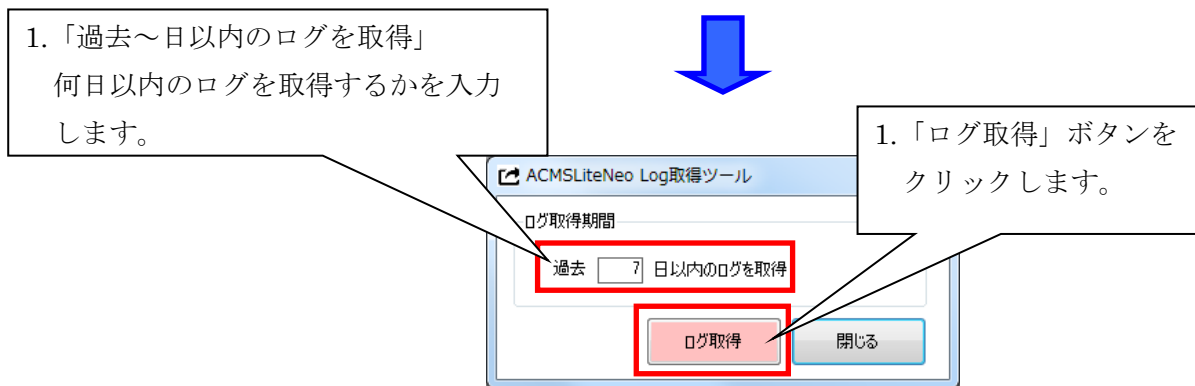 1.「過去～日以内のログを取得」
何日以内のログを取得するかを入力
します。
1.「ログ取得」ボタンを
クリックします。
ACMSLiteNeo Log取得ツール
ログ取得期間
過去 7 日以内のログを取得
ログ取得 閉じる